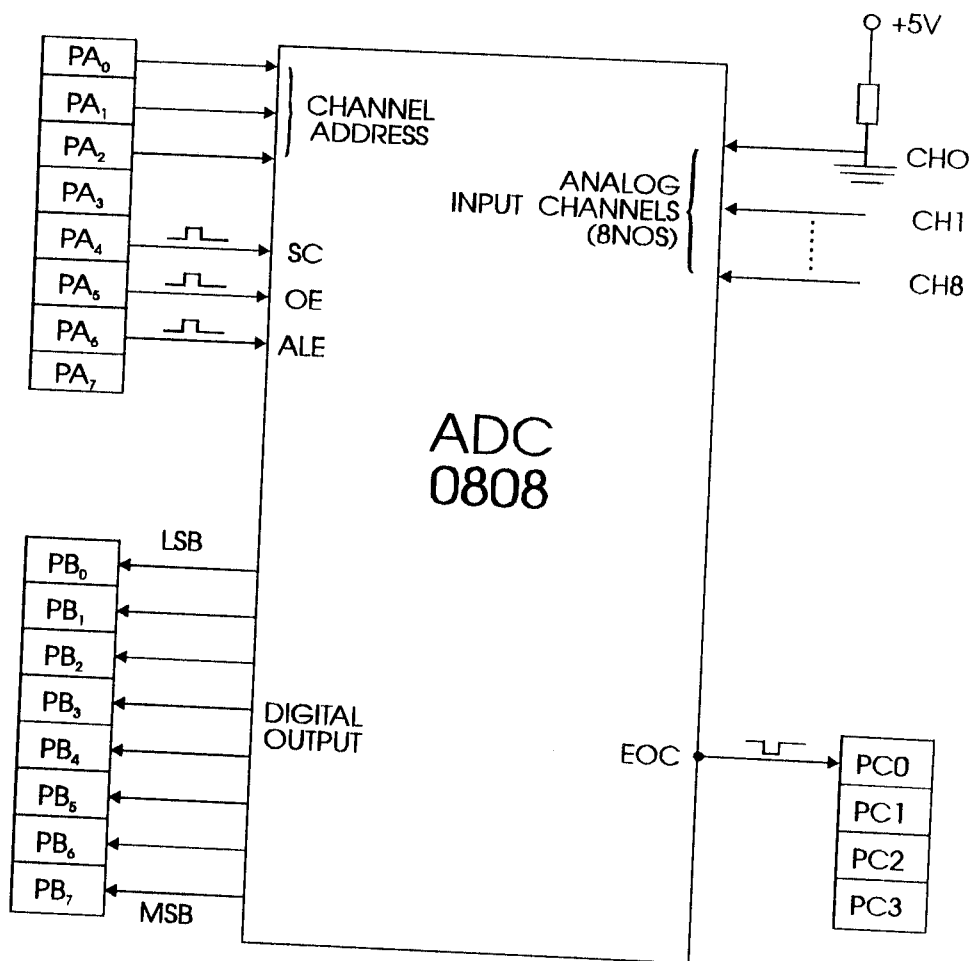 PA₀
PA₁
PA₂
PA₃
PA₄
PA₅
PA₆
PA₇
CHANNEL
ADDRESS
SC
OE
ALE
+5V
ANALOG
INPUT CHANNELS
(8NOS)
CHO
CH1
CH8
ADC
0808
LSB
PB₀
PB₁
PB₂
PB₃
PB₄
PB₅
PB₆
PB₇
MSB
DIGITAL
OUTPUT
EOC
PC0
PC1
PC2
PC3